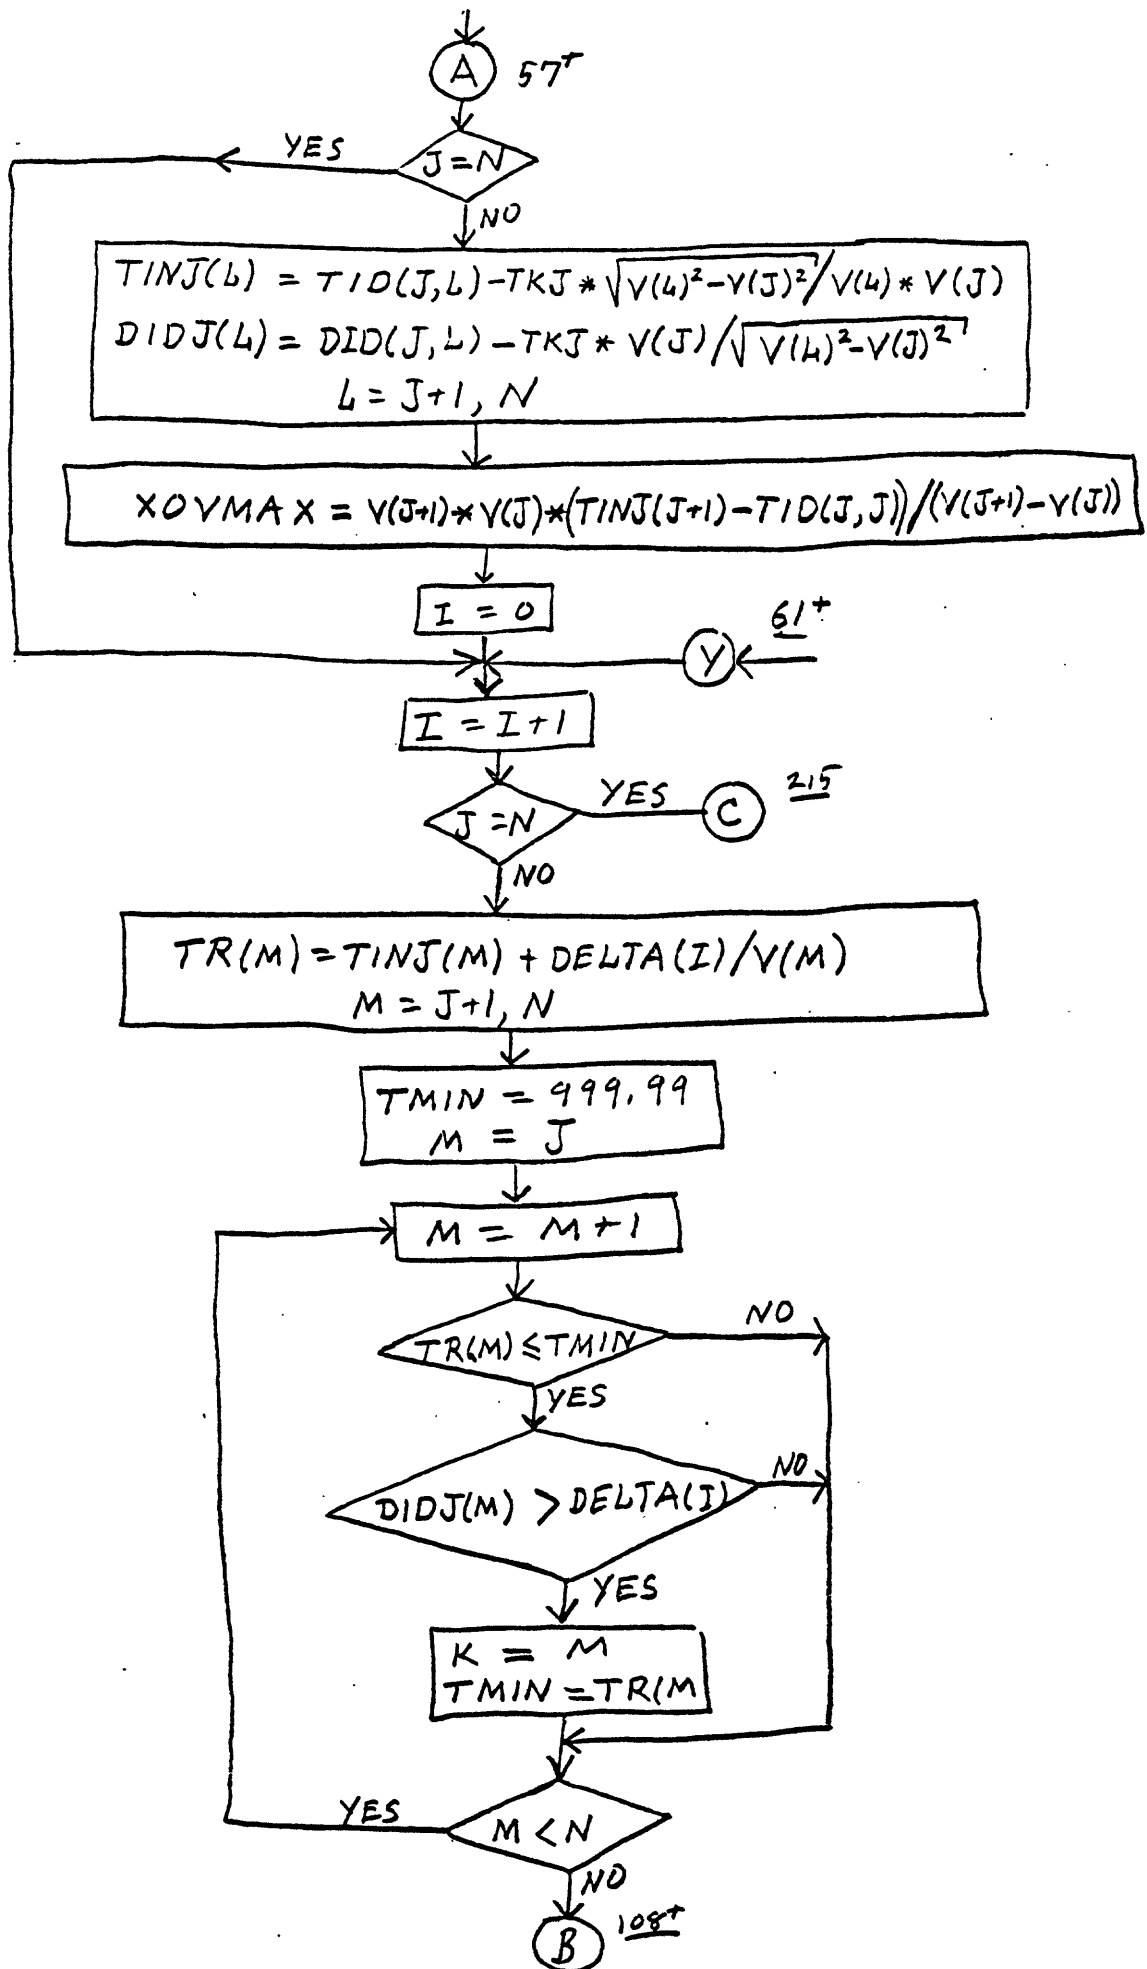 A 57+
YES J=N
NO
TINJ(L) = TID(J,L)-TKJ*√V(L)²-V(J)²/V(L)*V(J)
DIDJ(L) = DID(J,L)-TKJ*V(J)/√V(L)²-V(J)²
L = J+1, N
XOVMAX = V(J+1)*V(J)*(TINJ(J+1)-TID(J,J))/(V(J+1)-V(J))
I = 0
Y 61+
I = I+1
J=N YES C 215
NO
TR(M) = TINJ(M) + DELTA(I)/V(M)
M = J+1, N
TMIN = 999.99
M = J
M = M+1
TR(M)≤TMIN NO
YES
DIDJ(M) > DELTA(I) NO
YES
K = M
TMIN=TR(M
YES M<N
NO
B 108+